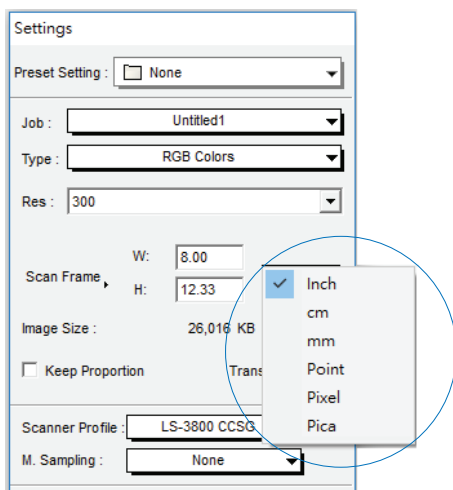 Settings
Preset Setting : None
Job : Untitled1
Type : RGB Colors
Res : 300
Scan Frame
W: 8.00
H: 12.33
Inch
cm
mm
Point
Pixel
Pica
Image Size : 26,016 KB
Keep Proportion Trans
Scanner Profile : LS-3800 CCSG
M. Sampling : None